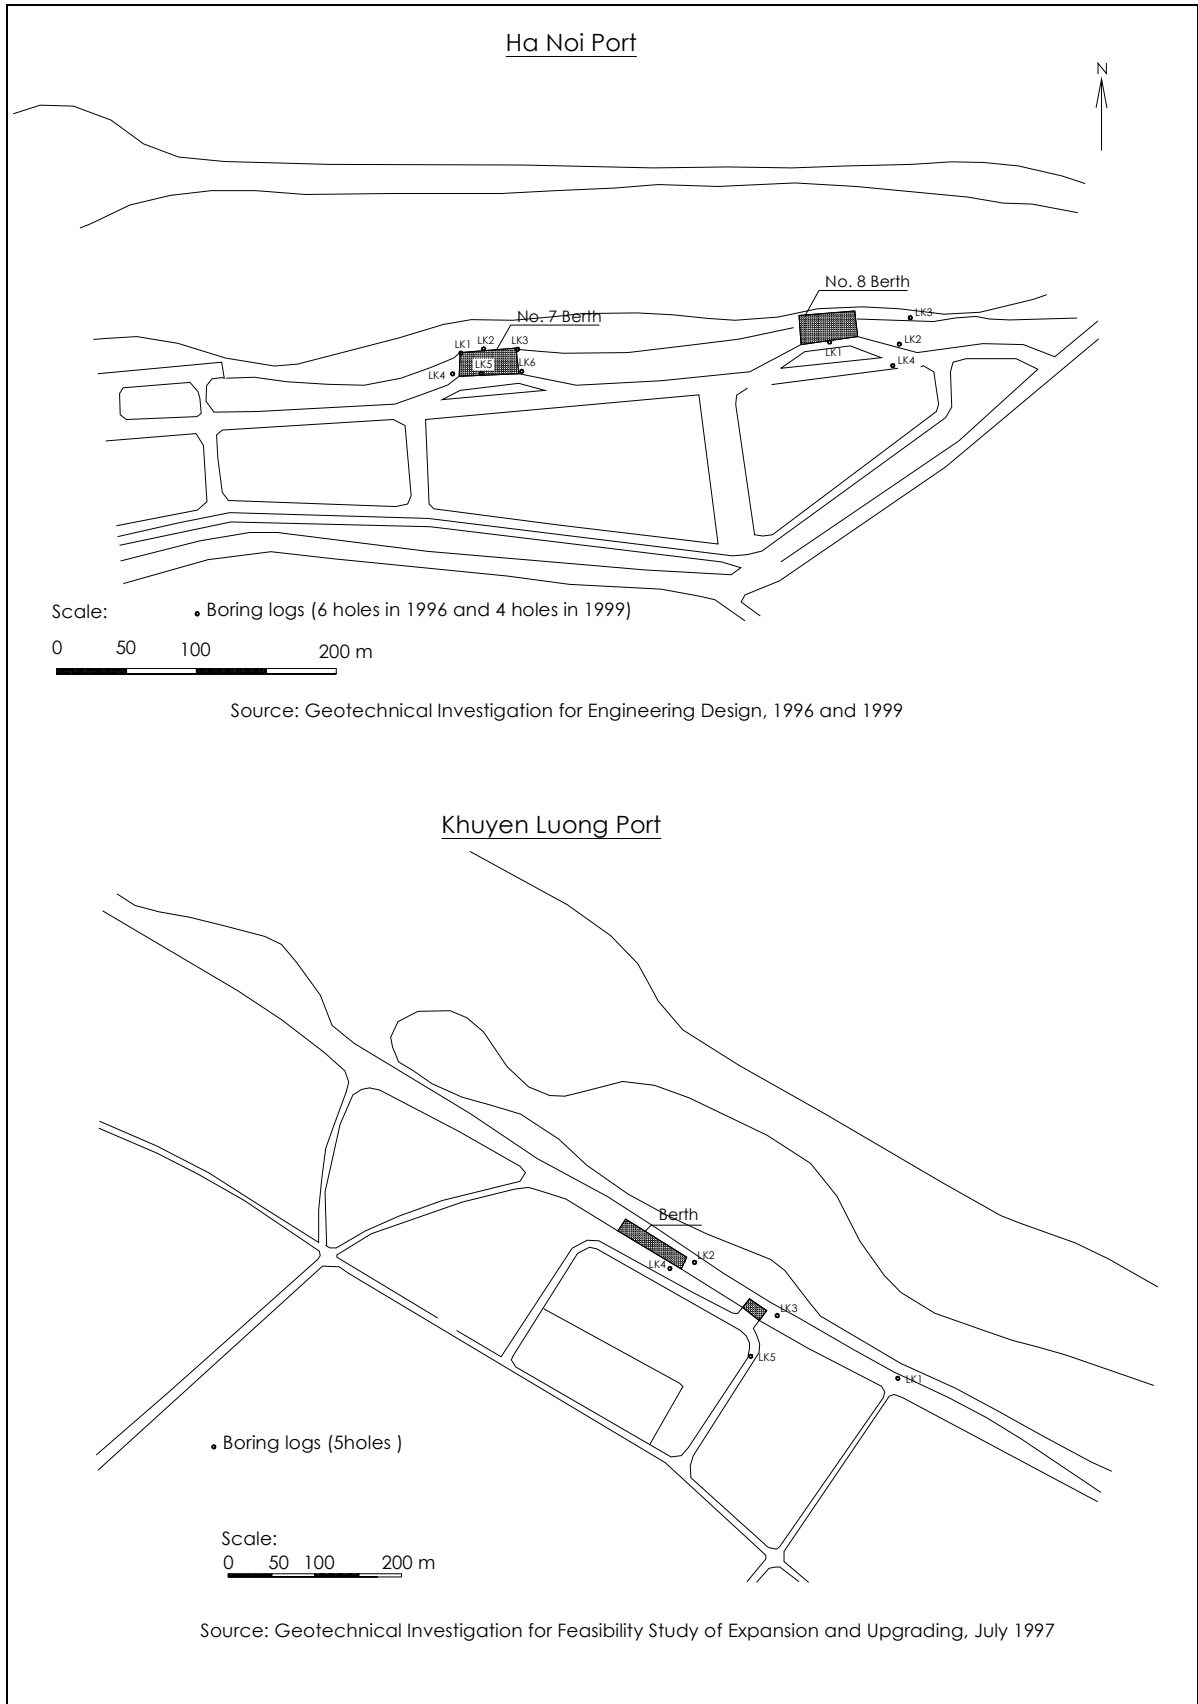 Ha Noi Port
N
No. 8 Berth
No. 7 Berth
LK3
LK1
LK2
LK3
LK1
LK2
LK4
LK5
LK6
LK4
Scale:
Boring logs (6 holes in 1996 and 4 holes in 1999)
0 50 100 200 m
Source: Geotechnical Investigation for Engineering Design, 1996 and 1999
Khuyen Luong Port
Berth
LK2
LK4
LK3
LK5
LK1
Boring logs (5holes )
Scale:
0 50 100 200 m
Source: Geotechnical Investigation for Feasibility Study of Expansion and Upgrading, July 1997